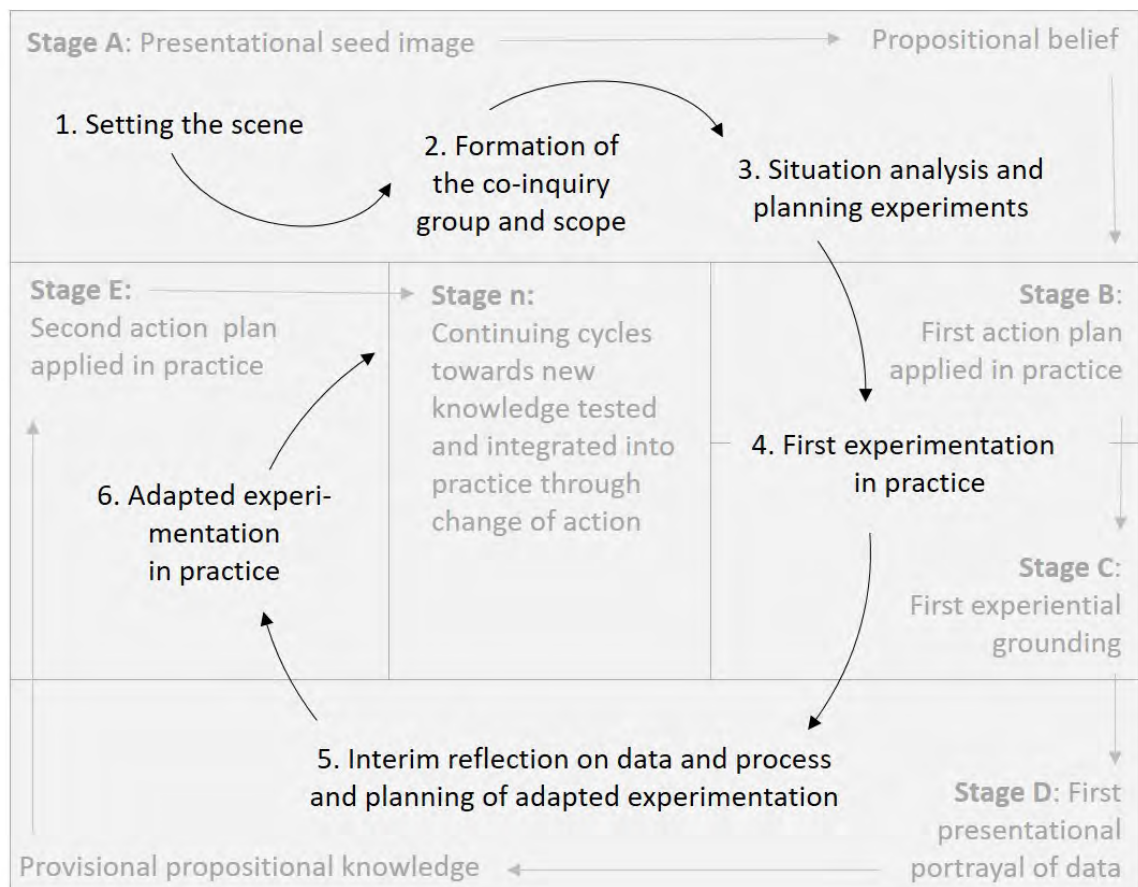 Stage A: Presentational seed image
Propositional belief
1. Setting the scene
2. Formation of
the co-inquiry
group and scope
3. Situation analysis and
planning experiments
Stage E:
Second action plan
applied in practice
Stage n:
Continuing cycles
towards new
knowledge tested
and integrated into
practice through
change of action
Stage B:
First action plan
applied in practice
4. First experimentation
in practice
6. Adapted experi-
mentation
in practice
Stage C:
First experiential
grounding
5. Interim reflection on data and process
and planning of adapted experimentation
Stage D: First
presentational
portrayal of data
Provisional propositional knowledge